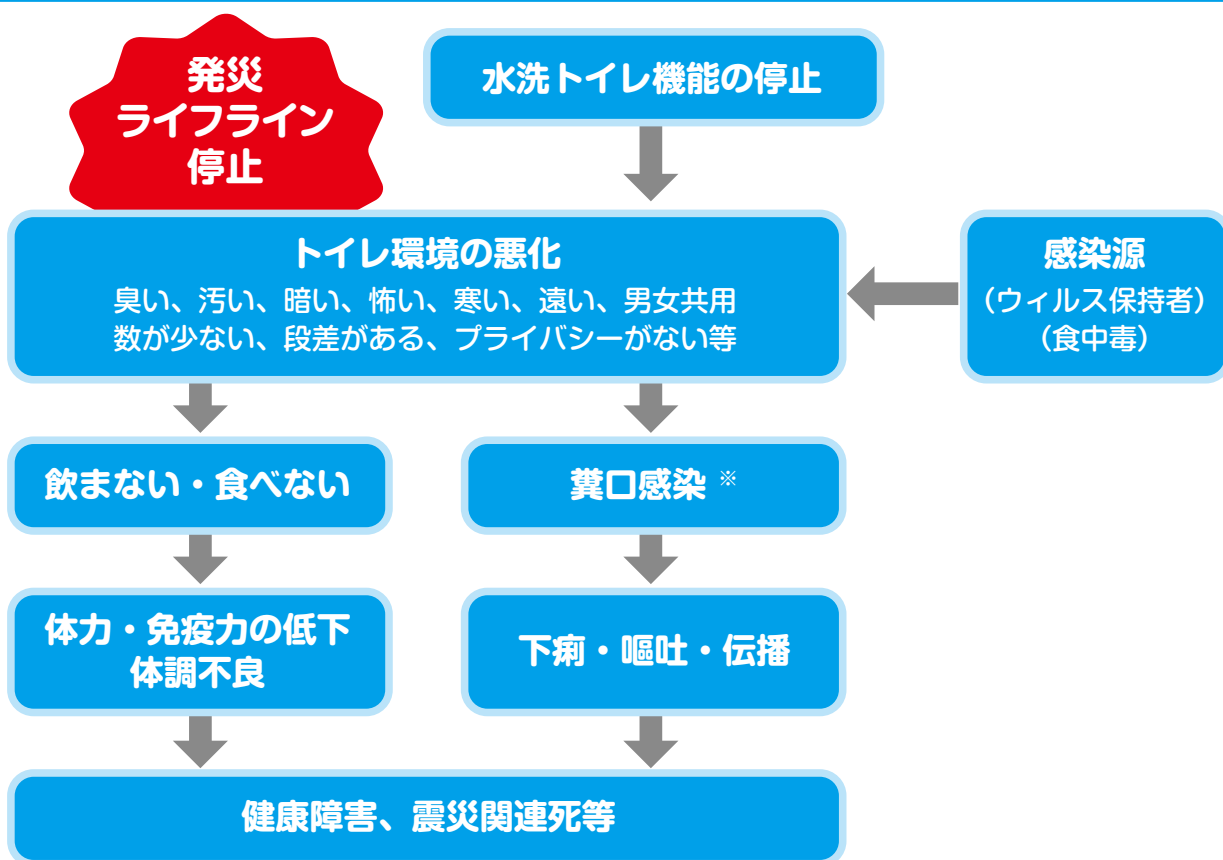 発災
ライフライン
停止
水洗トイレ機能の停止
トイレ環境の悪化
臭い、汚い、暗い、怖い、寒い、遠い、男女共用
数が少ない、段差がある、プライバシーがない等
感染源
（ウィルス保持者）
（食中毒）
飲まない・食べない
糞口感染 ※
体力・免疫力の低下
体調不良
下痢・嘔吐・伝播
健康障害、震災関連死等